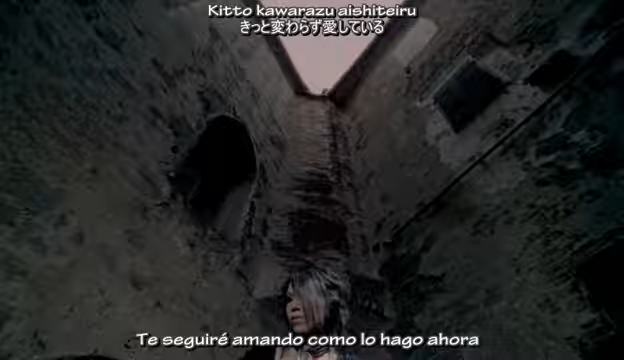 Kitto kawarazu aishiteiru
きっと変わらず愛している
Te seguiré amando como lo hago ahora